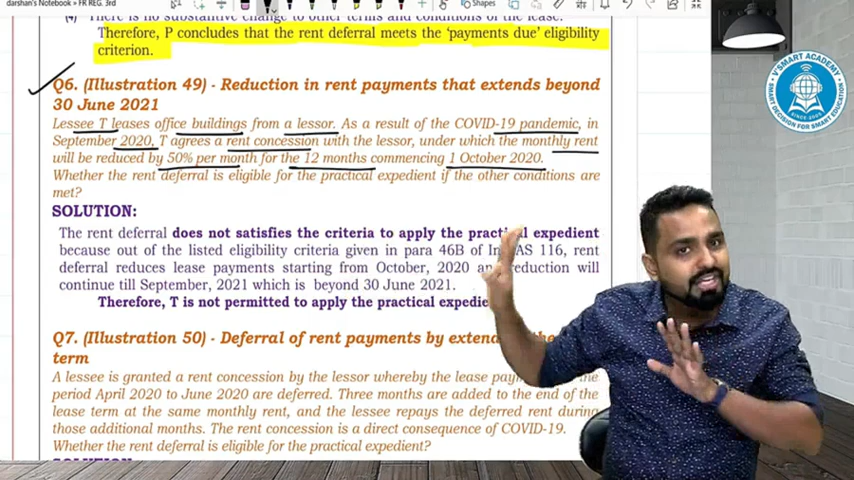 darshan's Notebook » FR REG. 3rd
Shapes
There is no substantive change to other terms and conditions of the lease.
Therefore, P concludes that the rent deferral meets the 'payments due' eligibility
criterion.
Q6. (Illustration 49) - Reduction in rent payments that extends beyond
30 June 2021
Lessee T leases office buildings from a lessor. As a result of the COVID-19 pandemic, in
September 2020, T agrees a rent concession with the lessor, under which the monthly rent
will be reduced by 50% per month for the 12 months commencing 1 October 2020.
Whether the rent deferral is eligible for the practical expedient if the other conditions are
met?
SOLUTION:
The rent deferral does not satisfies the criteria to apply the practical expedient
because out of the listed eligibility criteria given in para 46B of Ind AS 116, rent
deferral reduces lease payments starting from October, 2020 and reduction will
continue till September, 2021 which is beyond 30 June 2021.
Therefore, T is not permitted to apply the practical expedie
Q7. (Illustration 50) - Deferral of rent payments by extend
term
A lessee is granted a rent concession by the lessor whereby the lease
period April 2020 to June 2020 are deferred. Three months are added to the end of the
lease term at the same monthly rent, and the lessee repays the deferred rent during
those additional months. The rent concession is a direct consequence of COVID-19.
Whether the rent deferral is eligible for the practical expedient?
V'SMART ACADEMY
SINCE-2005
DECISION FOR SMART EDUCATION